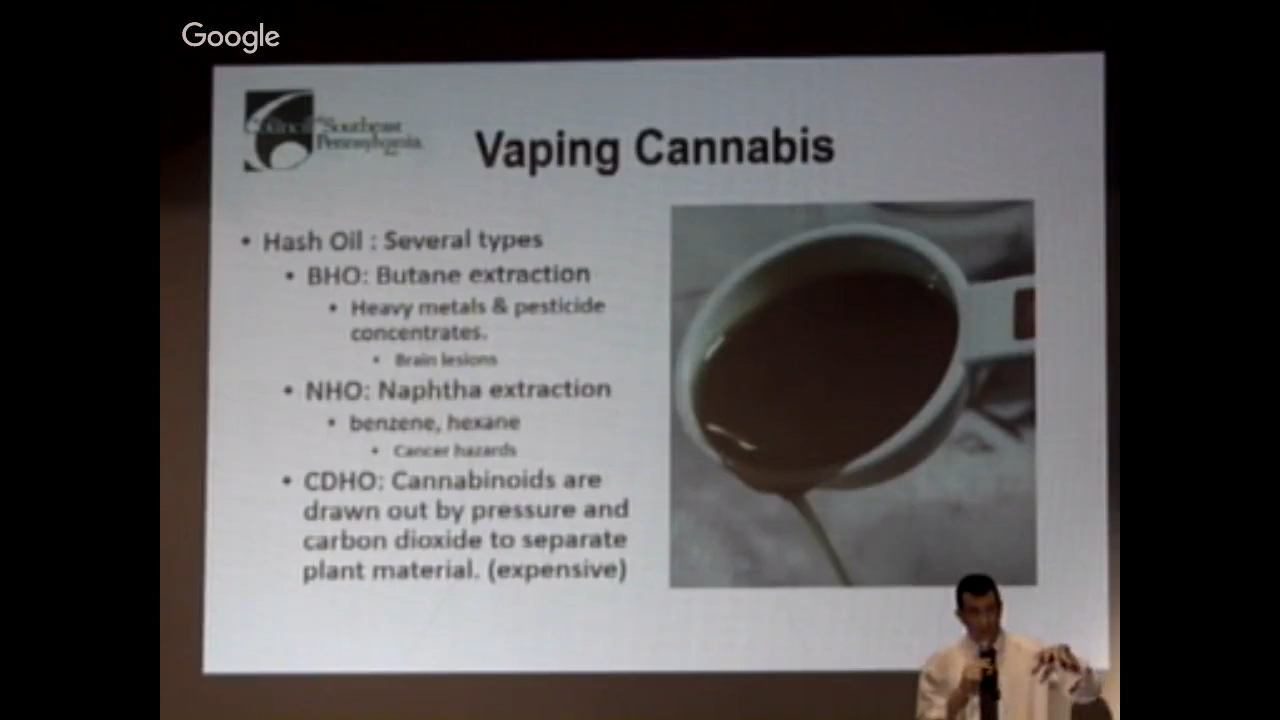 Google
Council
Southeast
Pennsylvania
Vaping Cannabis
• Hash Oil : Several types
• BHO: Butane extraction
• Heavy metals & pesticide
concentrates.
• Brain lesions
• NHO: Naphtha extraction
• benzene, hexane
• Cancer hazards
• CDHO: Cannabinoids are
drawn out by pressure and
carbon dioxide to separate
plant material. (expensive)